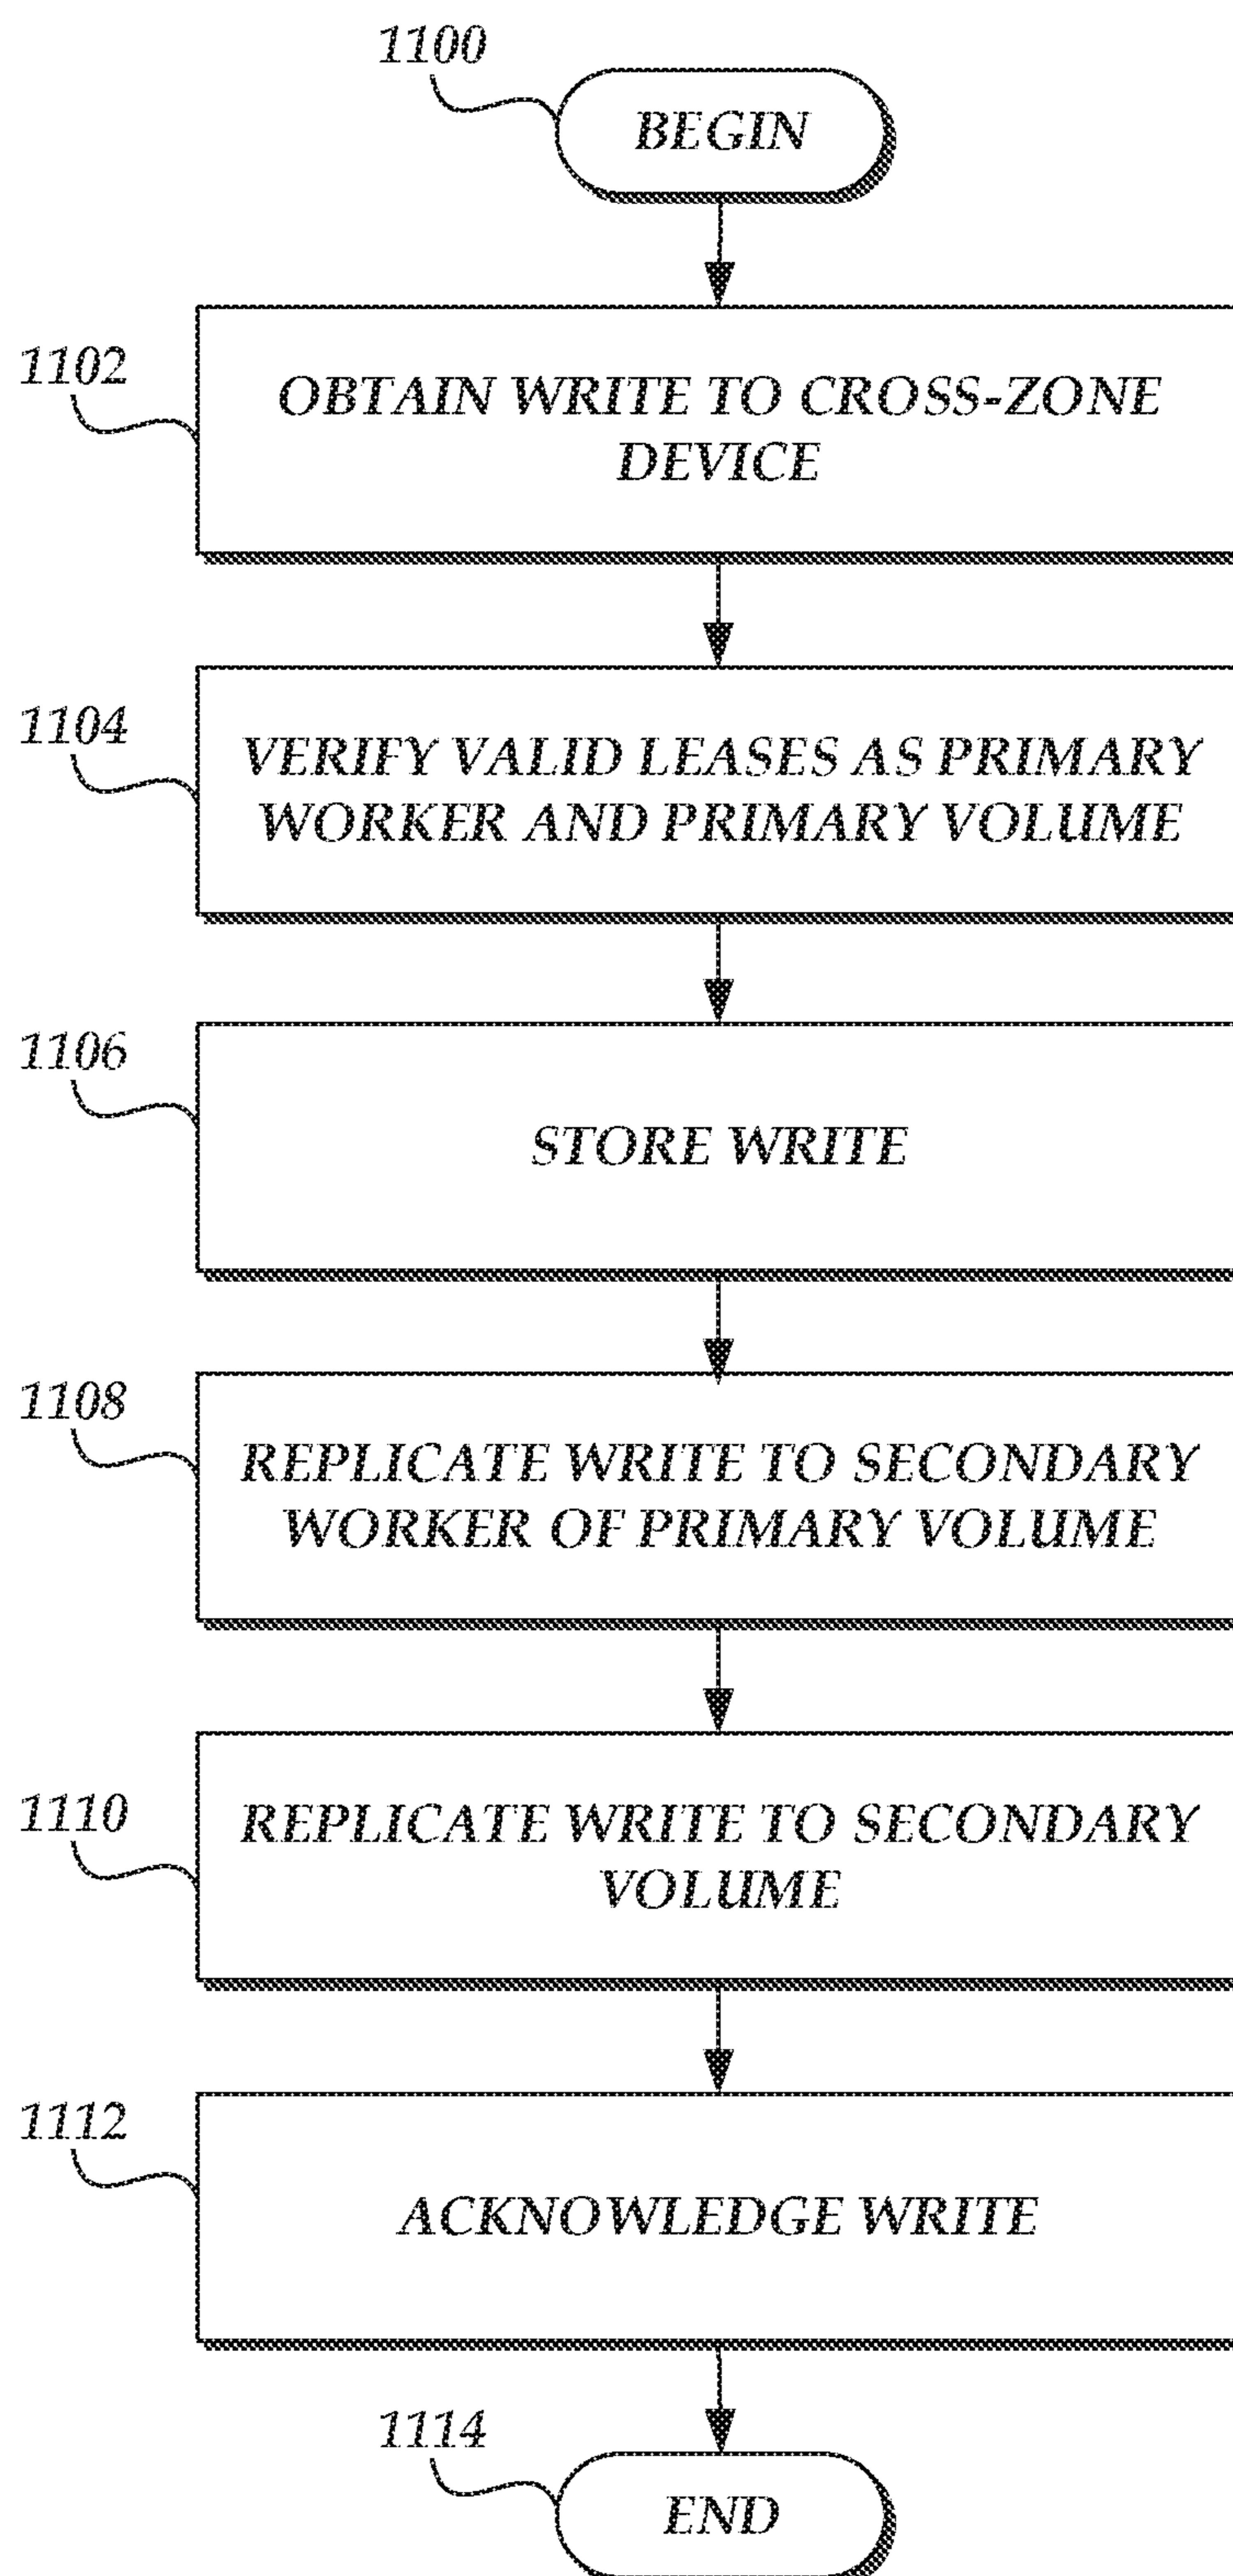 1100
BEGIN
1102
OBTAIN WRITE TO CROSS-ZONE
DEVICE
1104
VERIFY VALID LEASES AS PRIMARY
WORKER AND PRIMARY VOLUME
1106
STORE WRITE
1108
REPLICATE WRITE TO SECONDARY
WORKER OF PRIMARY VOLUME
1110
REPLICATE WRITE TO SECONDARY
VOLUME
1112
ACKNOWLEDGE WRITE
1114
END